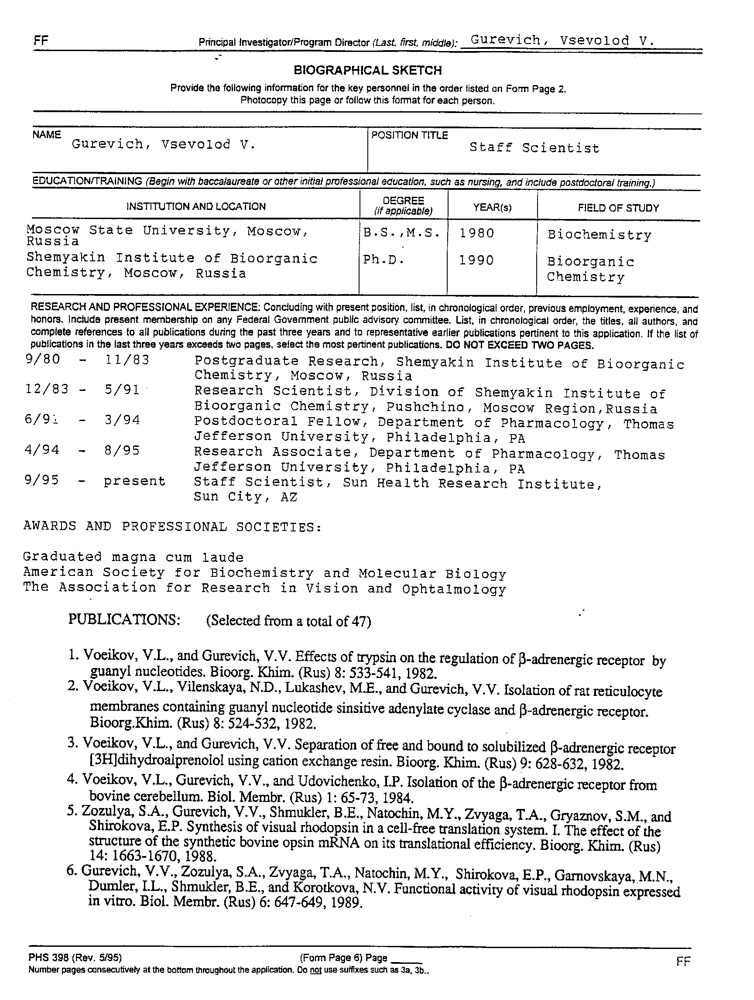 FF
Principal Investigator/Program Director (Last, first, middle): Gurevich, Vsevolod V.
BIOGRAPHICAL SKETCH
Provide the following information for the key personnel in the order listed on Form Page 2.
Photocopy this page or follow this format for each person.
NAME
Gurevich, Vsevolod V.
POSITION TITLE
Staff Scientist
EDUCATION/TRAINING (Begin with baccalaureate or other initial professional education, such as nursing, and include postdoctoral training.)
INSTITUTION AND LOCATION
DEGREE
(if applicable)
YEAR(s)
FIELD OF STUDY
Moscow State University, Moscow,
Russia
B.S.,M.S.
1980
Biochemistry
Shemyakin Institute of Bioorganic
Chemistry, Moscow, Russia
Ph.D.
1990
Bioorganic
Chemistry
RESEARCH AND PROFESSIONAL EXPERIENCE: Concluding with present position, list, in chronological order, previous employment, experience, and
honors. Include present membership on any Federal Government public advisory committee. List, in chronological order, the titles, all authors, and
complete references to all publications during the past three years and to representative earlier publications pertinent to this application. If the list of
publications in the last three years exceeds two pages, select the most pertinent publications. DO NOT EXCEED TWO PAGES.
9/80 - 11/83 Postgraduate Research, Shemyakin Institute of Bioorganic
Chemistry, Moscow, Russia
12/83 - 5/91 Research Scientist, Division of Shemyakin Institute of
Bioorganic Chemistry, Pushchino, Moscow Region,Russia
6/91 - 3/94 Postdoctoral Fellow, Department of Pharmacology, Thomas
Jefferson University, Philadelphia, PA
4/94 - 8/95 Research Associate, Department of Pharmacology, Thomas
Jefferson University, Philadelphia, PA
9/95 - present Staff Scientist, Sun Health Research Institute,
Sun City, AZ
AWARDS AND PROFESSIONAL SOCIETIES:
Graduated magna cum laude
American Society for Biochemistry and Molecular Biology
The Association for Research in Vision and Ophtalmology
PUBLICATIONS: (Selected from a total of 47)
1. Voeikov, V.L., and Gurevich, V.V. Effects of trypsin on the regulation of β-adrenergic receptor by
guanyl nucleotides. Bioorg. Khim. (Rus) 8: 533-541, 1982.
2. Voeikov, V.L., Vilenskaya, N.D., Lukashev, M.E., and Gurevich, V.V. Isolation of rat reticulocyte
membranes containing guanyl nucleotide sinsitive adenylate cyclase and β-adrenergic receptor.
Bioorg.Khim. (Rus) 8: 524-532, 1982.
3. Voeikov, V.L., and Gurevich, V.V. Separation of free and bound to solubilized β-adrenergic receptor
[3H]dihydroalprenolol using cation exchange resin. Bioorg. Khim. (Rus) 9: 628-632, 1982.
4. Voeikov, V.L., Gurevich, V.V., and Udovichenko, I.P. Isolation of the β-adrenergic receptor from
bovine cerebellum. Biol. Membr. (Rus) 1: 65-73, 1984.
5. Zozulya, S.A., Gurevich, V.V., Shmukler, B.E., Natochin, M.Y., Zvyaga, T.A., Gryaznov, S.M., and
Shirokova, E.P. Synthesis of visual rhodopsin in a cell-free translation system. I. The effect of the
structure of the synthetic bovine opsin mRNA on its translational efficiency. Bioorg. Khim. (Rus)
14: 1663-1670, 1988.
6. Gurevich, V.V., Zozulya, S.A., Zvyaga, T.A., Natochin, M.Y., Shirokova, E.P., Garnovskaya, M.N.,
Dumler, I.L., Shmukler, B.E., and Korotkova, N.V. Functional activity of visual rhodopsin expressed
in vitro. Biol. Membr. (Rus) 6: 647-649, 1989.
PHS 398 (Rev. 5/95) (Form Page 6) Page ____ FF
Number pages consecutively at the bottom throughout the application. Do not use suffixes such as 3a, 3b..